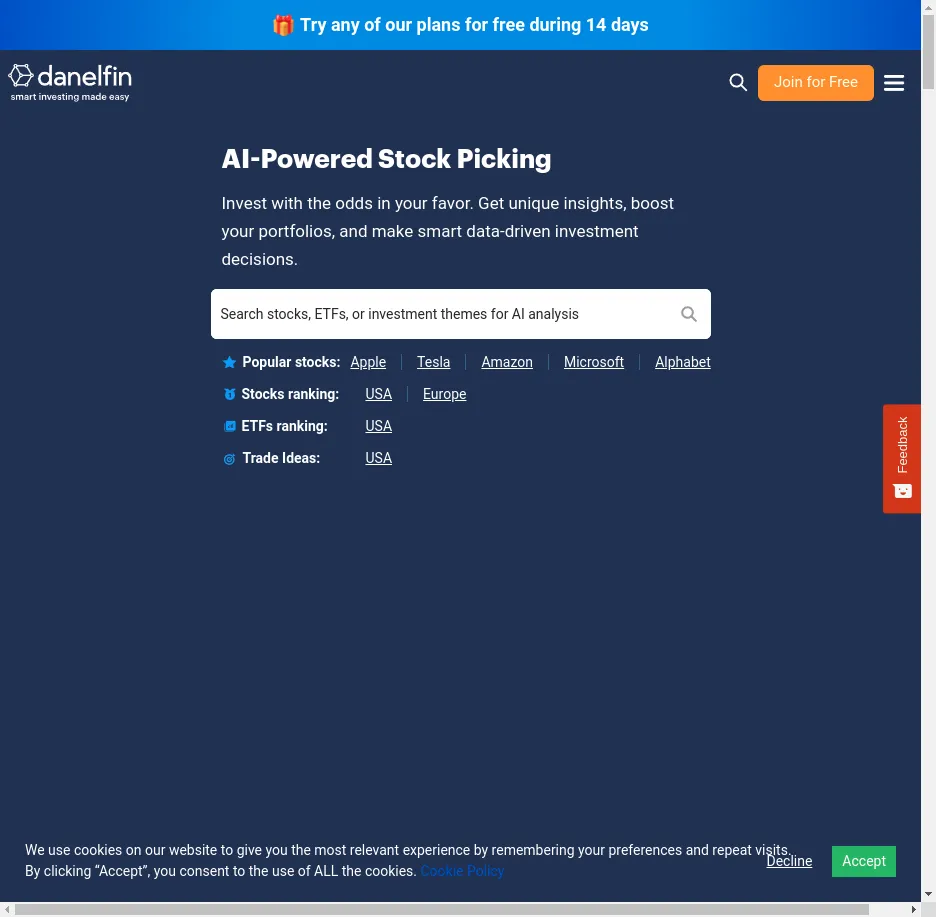 Try any of our plans for free during 14 days
danelfin
smart investing made easy
Join for Free
AI-Powered Stock Picking
Invest with the odds in your favor. Get unique insights, boost
your portfolios, and make smart data-driven investment
decisions.
Search stocks, ETFs, or investment themes for AI analysis
Popular stocks: Apple Tesla Amazon Microsoft Alphabet
Stocks ranking: USA Europe
ETFs ranking: USA
Trade Ideas: USA
Feedback
We use cookies on our website to give you the most relevant experience by remembering your preferences and repeat visits.
By clicking “Accept”, you consent to the use of ALL the cookies. Cookie Policy
Decline
Accept